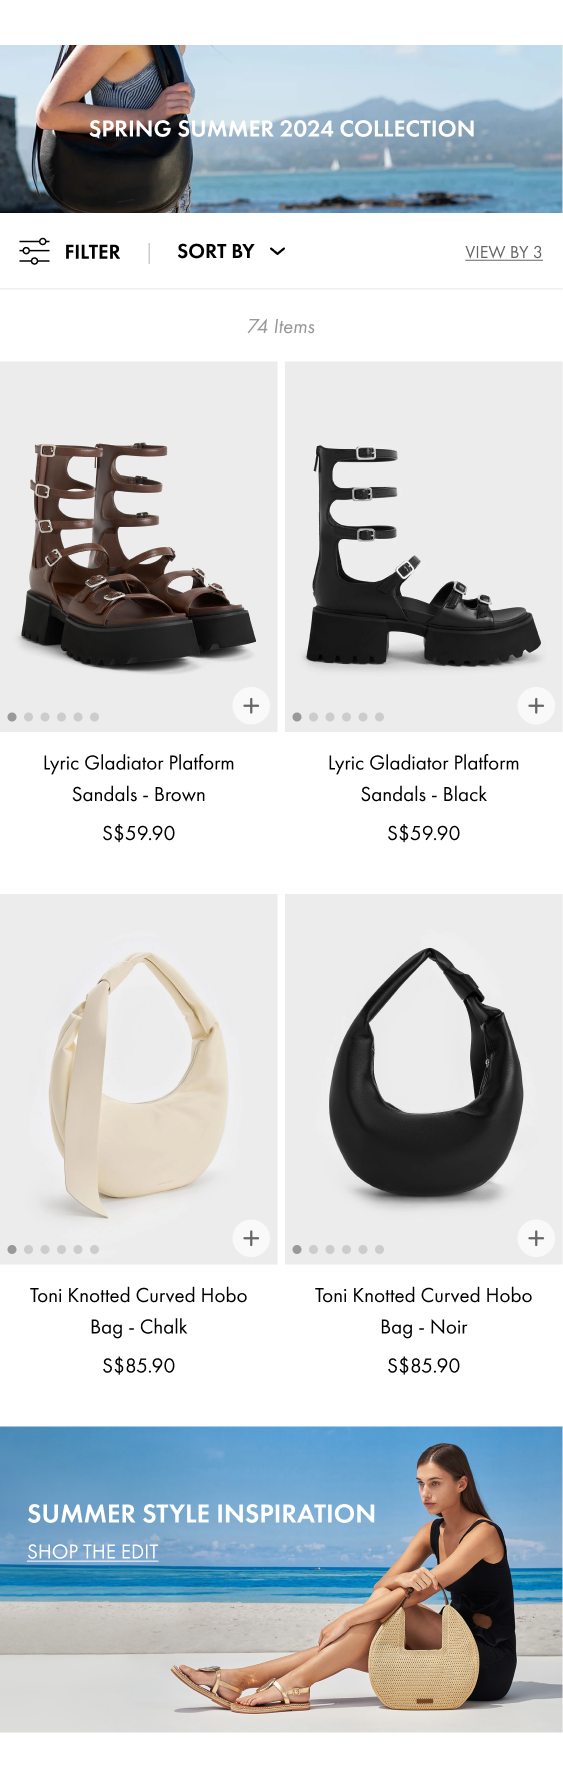 SPRING SUMMER 2024 COLLECTION
FILTER
SORT BY
VIEW BY 3
74 Items
Lyric Gladiator Platform
Sandals - Brown
S$59.90
Lyric Gladiator Platform
Sandals - Black
S$59.90
Toni Knotted Curved Hobo
Bag - Chalk
S$85.90
Toni Knotted Curved Hobo
Bag - Noir
S$85.90
SUMMER STYLE INSPIRATION
SHOP THE EDIT